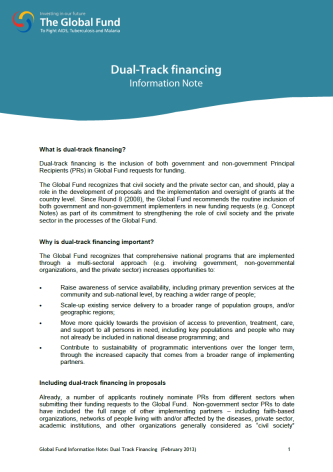 Investing in our future
The Global Fund
To Fight AIDS, Tuberculosis and Malaria
Dual-Track financing
Information Note
What is dual-track financing?
Dual-track financing is the inclusion of both government and non-government Principal
Recipients (PRs) in Global Fund requests for funding.
The Global Fund recognizes that civil society and the private sector can, and should, play a
role in the development of proposals and the implementation and oversight of grants at the
country level. Since Round 8 (2008), the Global Fund recommends the routine inclusion of
both government and non-government implementers in new funding requests (e.g. Concept
Notes) as part of its commitment to strengthening the role of civil society and the private
sector in the processes of the Global Fund.
Why is dual-track financing important?
The Global Fund recognizes that comprehensive national programs that are implemented
through a multi-sectoral approach (e.g. involving government, non-governmental
organizations, and the private sector) increases opportunities to:
• Raise awareness of service availability, including primary prevention services at the
community and sub-national level, by reaching a wider range of people;
• Scale-up existing service delivery to a broader range of population groups, and/or
geographic regions;
• Move more quickly towards the provision of access to prevention, treatment, care,
and support to all persons in need, including key populations and people who may
not already be included in national disease programming; and
• Contribute to sustainability of programmatic interventions over the longer term,
through the increased capacity that comes from a broader range of implementing
partners.
Including dual-track financing in proposals
Already, a number of applicants routinely nominate PRs from different sectors when
submitting their funding requests to the Global Fund. Non-government sector PRs to date
have included the full range of other implementing partners – including faith-based
organizations, networks of people living with and/or affected by the diseases, private sector,
academic institutions, and other organizations generally considered as "civil society"
Global Fund Information Note: Dual Track Financing (February 2013) 1